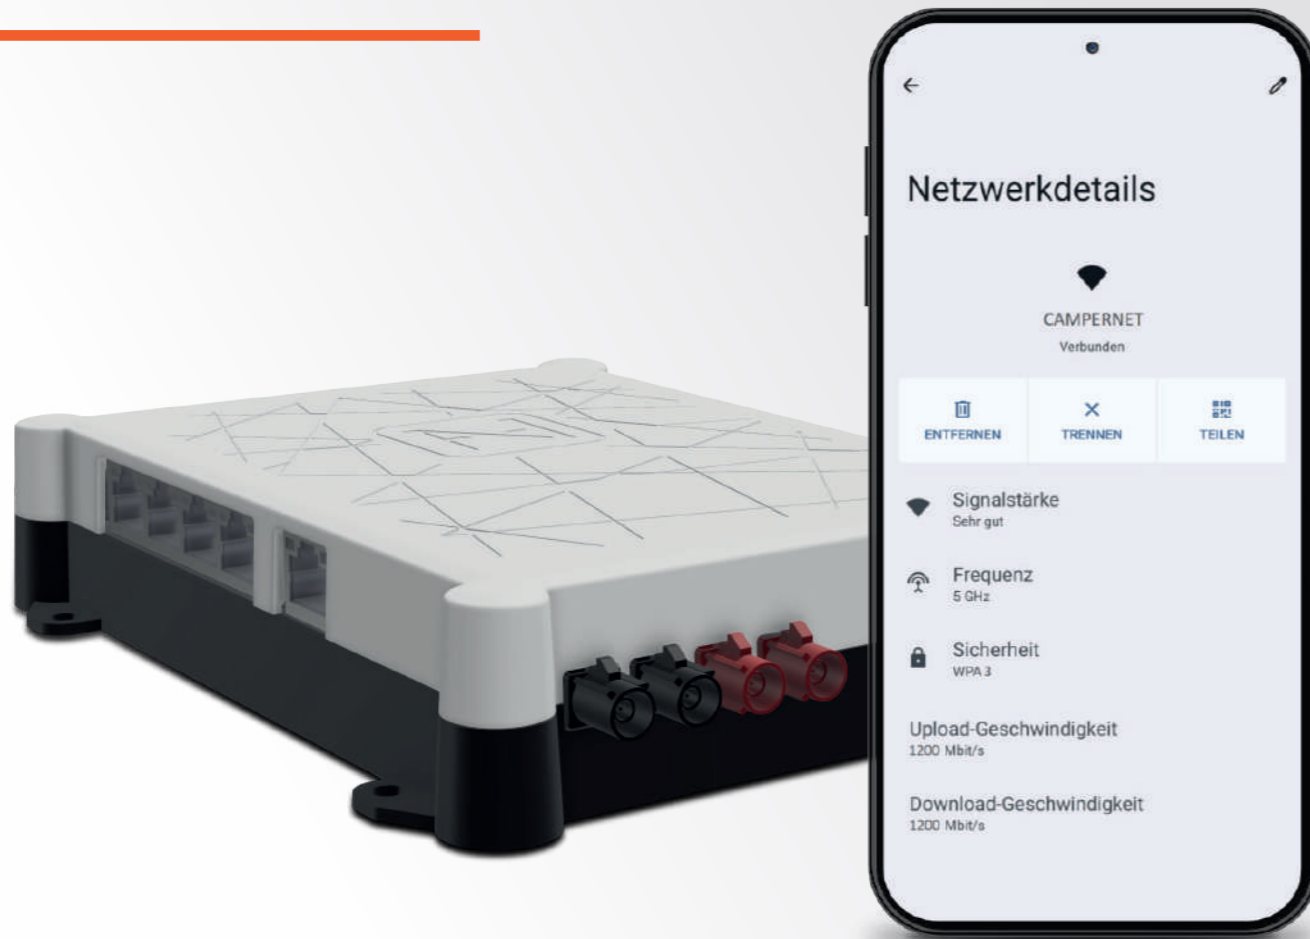 Netzwerkdetails
CAMPERNET
Verbunden
ENTFERNEN
TRENNEN
TEILEN
Signalstärke
Sehr gut
Frequenz
5 GHz
Sicherheit
WPA 3
Upload-Geschwindigkeit
1200 Mbit/s
Download-Geschwindigkeit
1200 Mbit/s